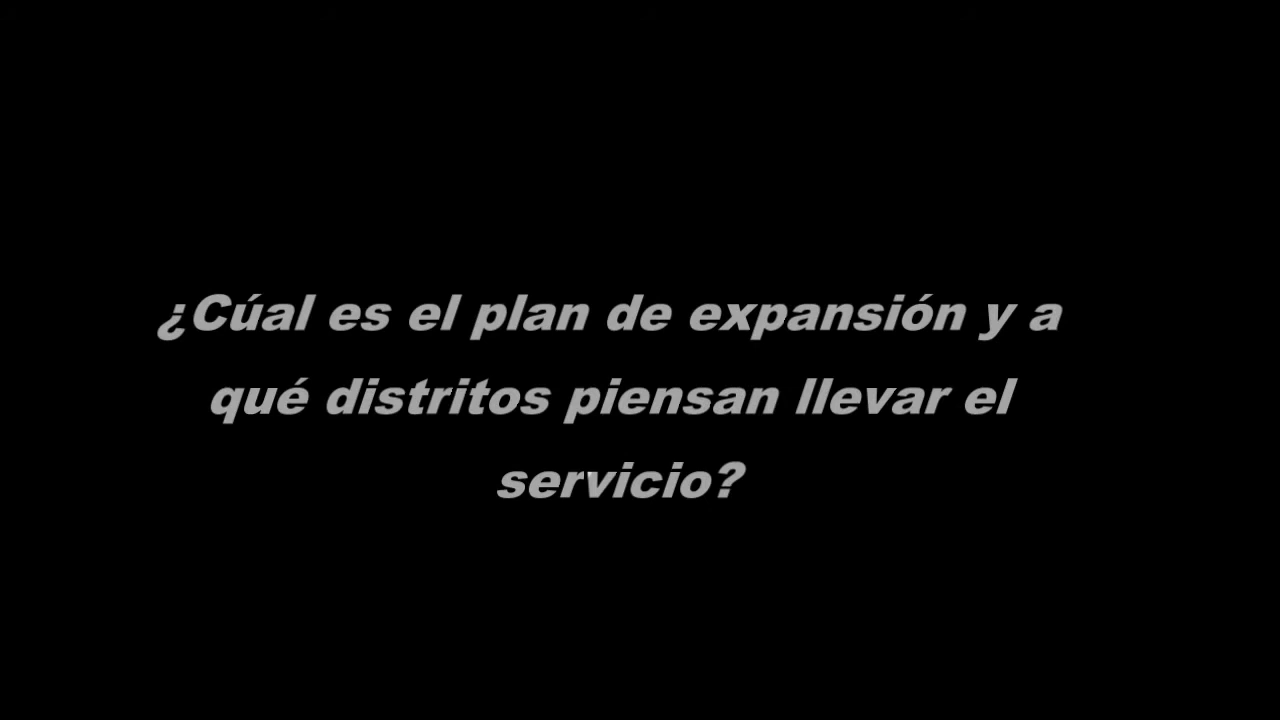 ¿Cúal es el plan de expansión y a
qué distritos piensan llevar el
servicio?